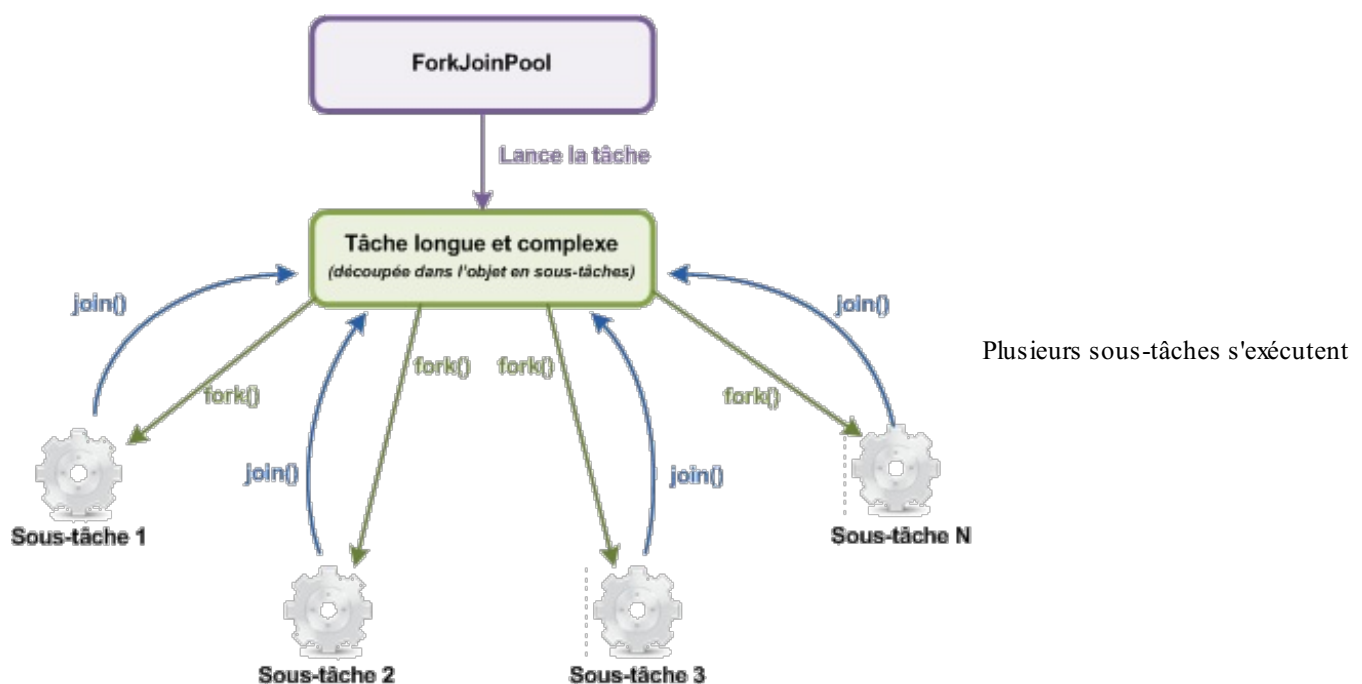 ForkJoinPool
Lance la tâche
Tâche longue et complexe
(découpée dans l'objet en sous-tâches)
join()
join()
fork()
fork()
fork()
fork()
join()
join()
Plusieurs sous-tâches s'exécutent
Sous-tâche 1
Sous-tâche N
Sous-tâche 2
Sous-tâche 3